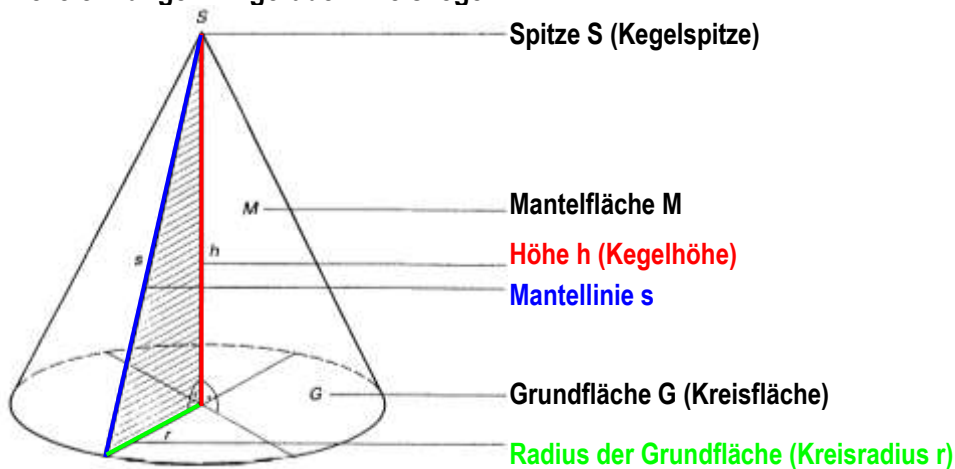 S
Spitze S (Kegelspitze)
M
Mantelfläche M
s
h
Höhe h (Kegelhöhe)
Mantellinie s
G
Grundfläche G (Kreisfläche)
r
Radius der Grundfläche (Kreisradius r)